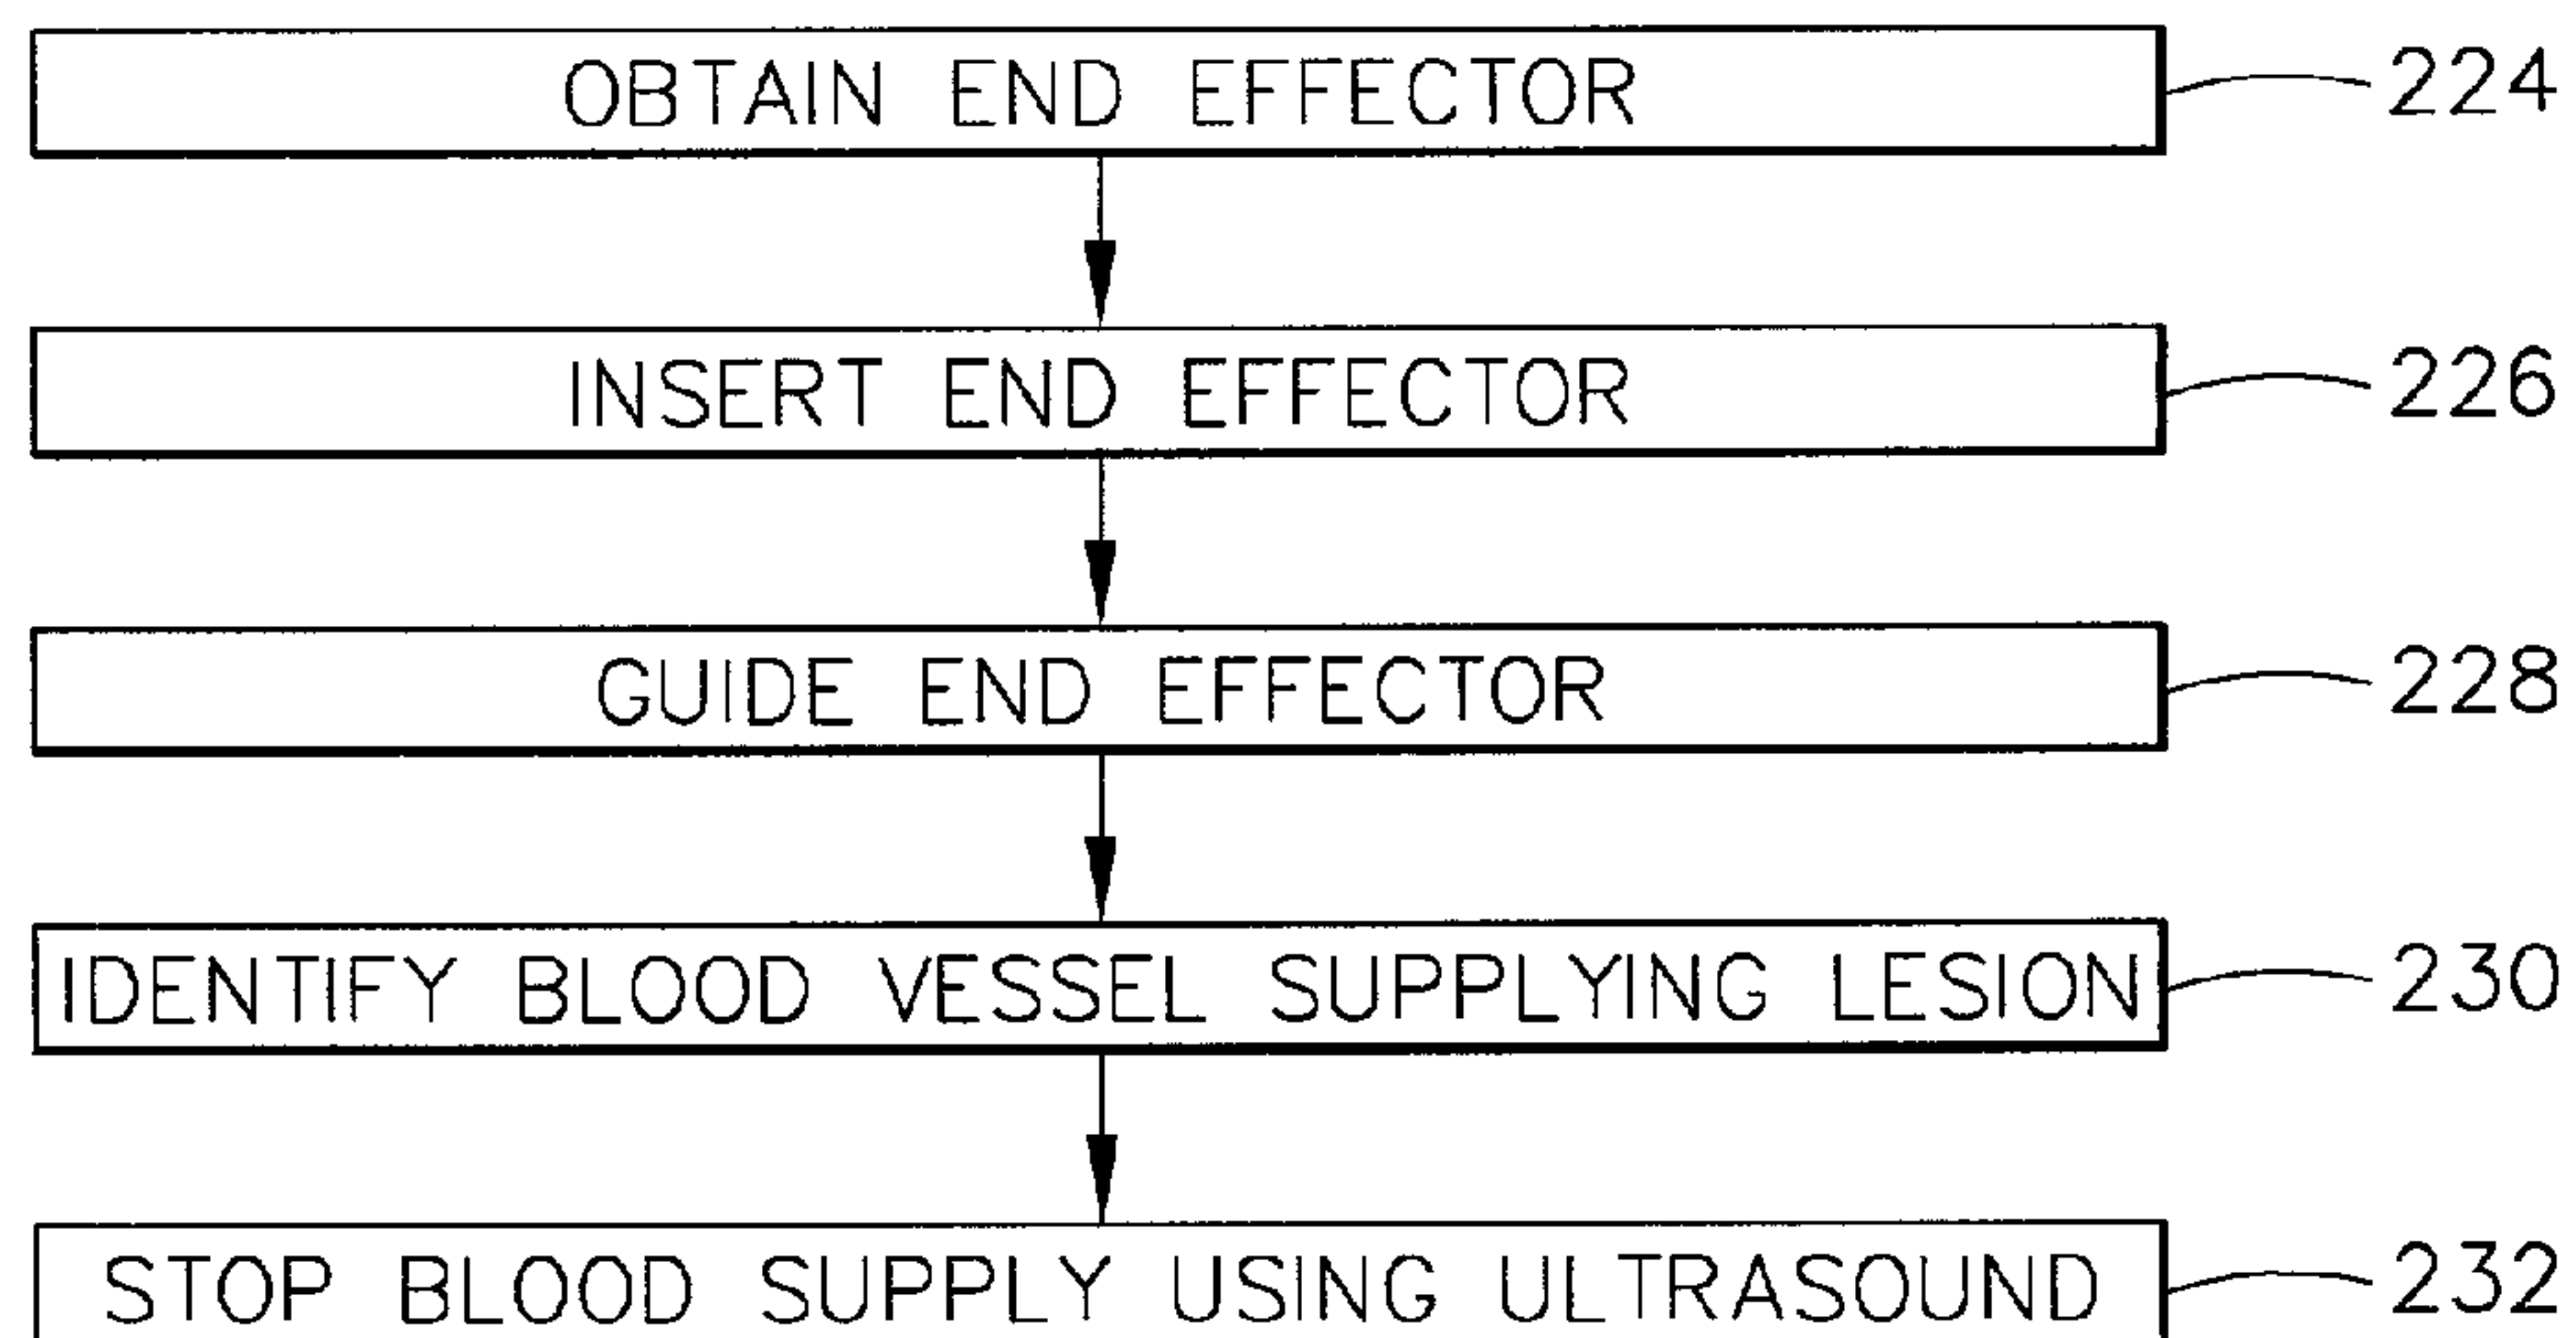 OBTAIN END EFFECTOR 224
INSERT END EFFECTOR 226
GUIDE END EFFECTOR 228
IDENTIFY BLOOD VESSEL SUPPLYING LESION 230
STOP BLOOD SUPPLY USING ULTRASOUND 232